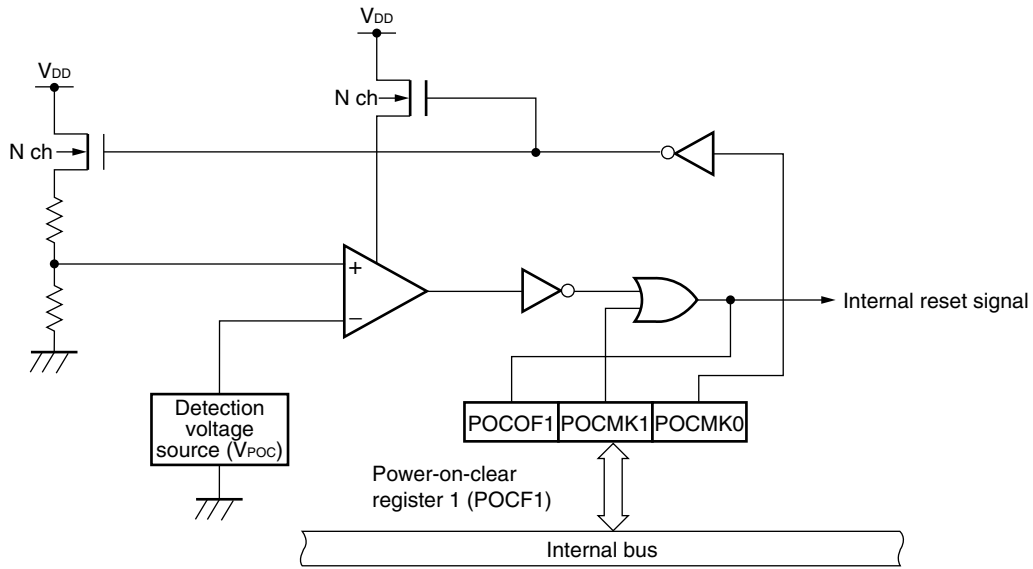 VDD
VDD
N ch
N ch
+
−
Internal reset signal
Detection
voltage
source (VPOC)
POCOF1 POCMK1 POCMK0
Power-on-clear
register 1 (POCF1)
Internal bus